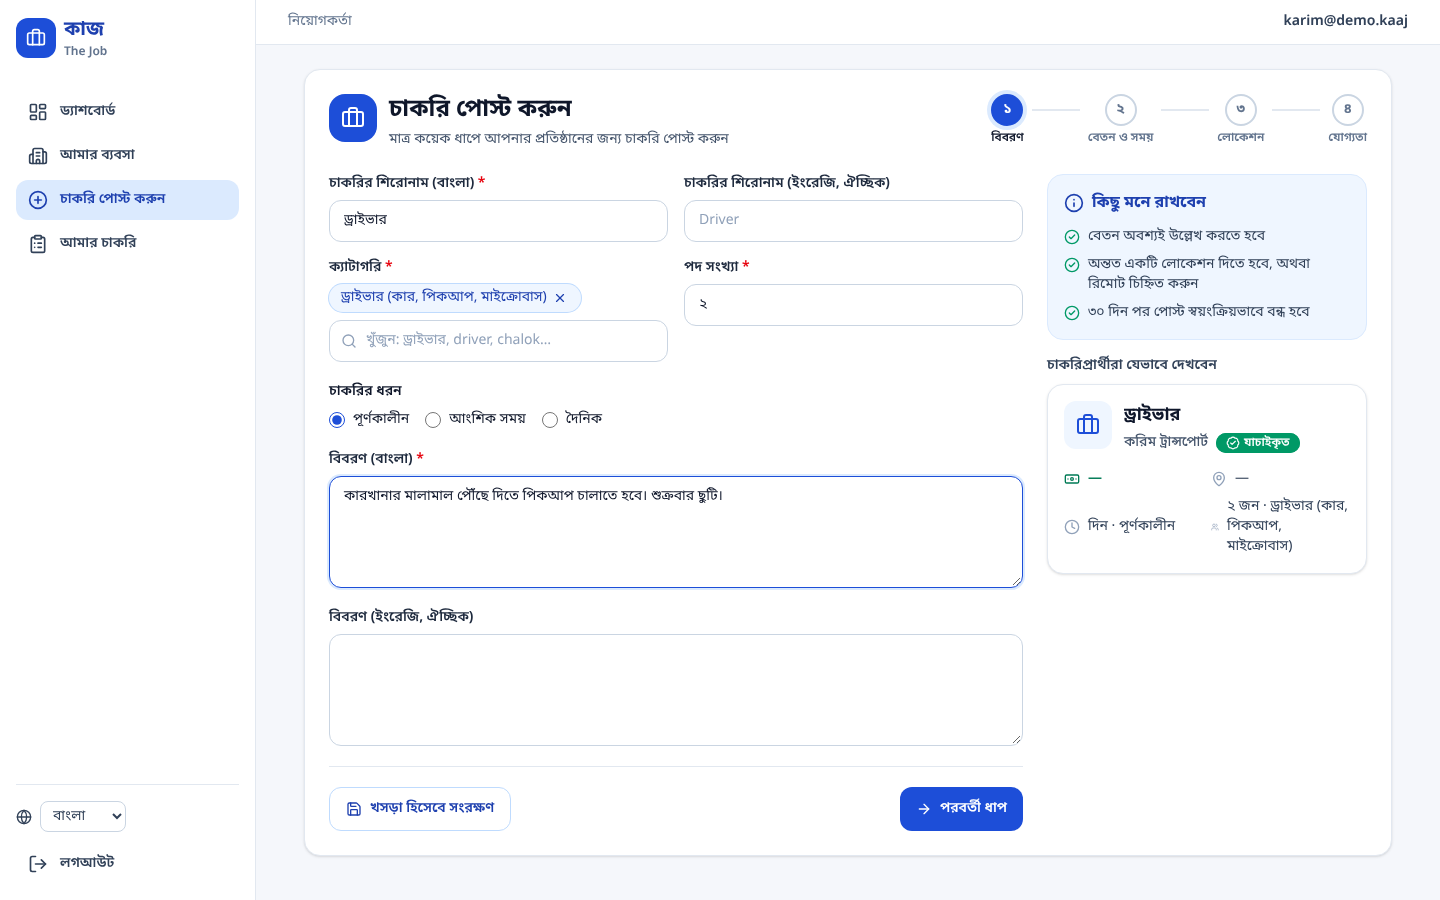 কাজ
The Job
ড্যাশবোর্ড
আমার ব্যবসা
চাকরি পোস্ট করুন
আমার চাকরি
বাংলা
লগআউট
নিয়োগকর্তা
karim@demo.kaaj
চাকরি পোস্ট করুন
মাত্র কয়েক ধাপে আপনার প্রতিষ্ঠানের জন্য চাকরি পোস্ট করুন
১
বিবরণ
২
বেতন ও সময়
৩
লোকেশন
৪
যোগ্যতা
চাকরির শিরোনাম (বাংলা) *
ড্রাইভার
চাকরির শিরোনাম (ইংরেজি, ঐচ্ছিক)
Driver
ক্যাটাগরি *
ড্রাইভার (কার, পিকআপ, মাইক্রোবাস)
খুঁজুন: ড্রাইভার, driver, chalok...
পদ সংখ্যা *
২
চাকরির ধরন
পূর্ণকালীন
আংশিক সময়
দৈনিক
বিবরণ (বাংলা) *
কারখানার মালামাল পৌঁছে দিতে পিকআপ চালাতে হবে। শুক্রবার ছুটি।
বিবরণ (ইংরেজি, ঐচ্ছিক)
খসড়া হিসেবে সংরক্ষণ
পরবর্তী ধাপ
কিছু মনে রাখবেন
বেতন অবশ্যই উল্লেখ করতে হবে
অন্তত একটি লোকেশন দিতে হবে, অথবা
রিমোট চিহ্নিত করুন
৩০ দিন পর পোস্ট স্বয়ংক্রিয়ভাবে বন্ধ হবে
চাকরিপ্রার্থীরা যেভাবে দেখবেন
ড্রাইভার
করিম ট্রান্সপোর্ট
যাচাইকৃত
—
—
দিন · পূর্ণকালীন
২ জন · ড্রাইভার (কার,
পিকআপ,
মাইক্রোবাস)